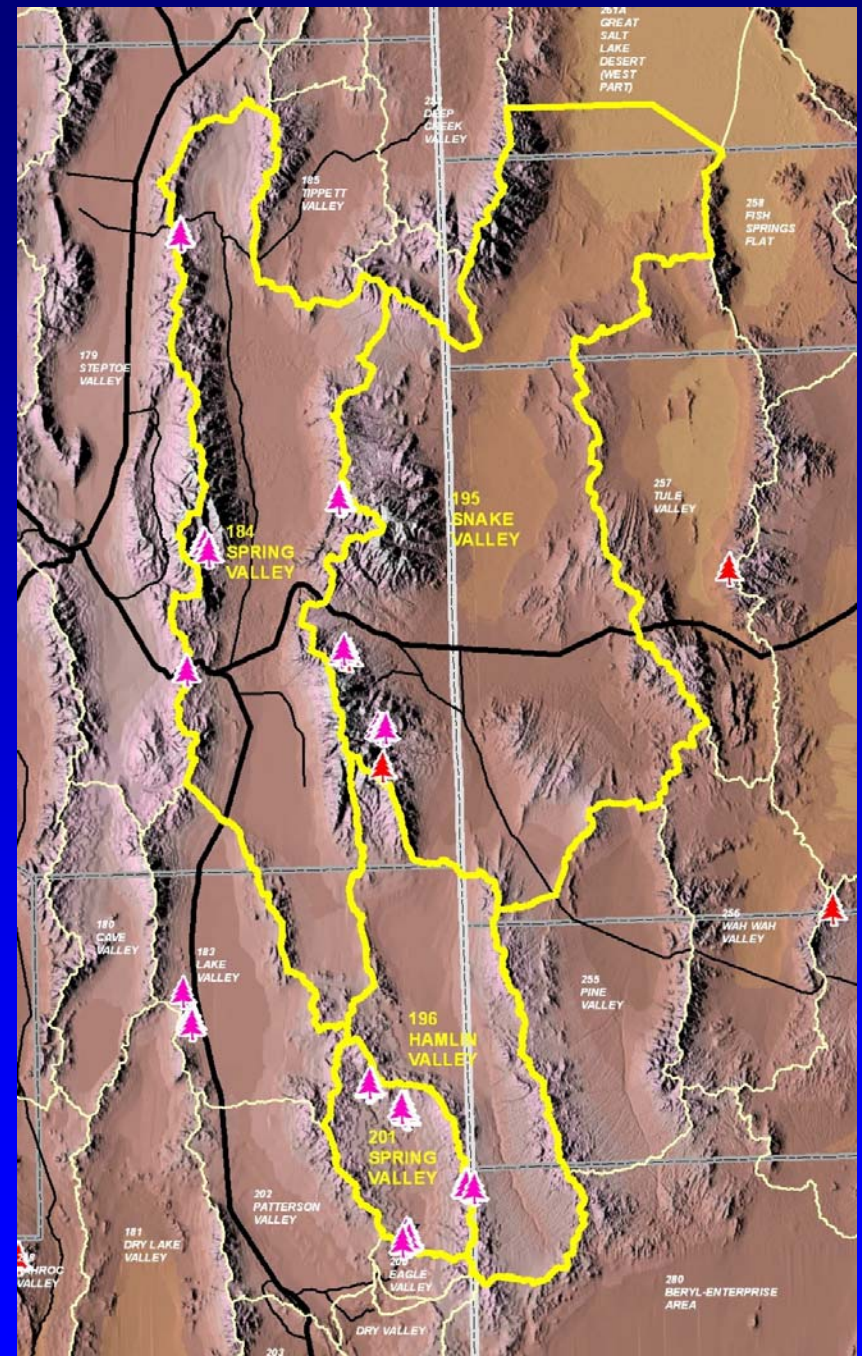 261A
GREAT
SALT
LAKE
DESERT
(WEST
PART)
DEEP
CREEK
VALLEY
185
TIPPETT
VALLEY
258
FISH
SPRINGS
FLAT
179
STEPTOE
VALLEY
184
SPRING
VALLEY
195
SNAKE
VALLEY
257
TULE
VALLEY
180
CAVE
VALLEY
183
LAKE
VALLEY
256
WAH WAH
VALLEY
255
PINE
VALLEY
196
HAMLIN
VALLEY
201
SPRING
VALLEY
202
PATTERSON
VALLEY
181
DRY LAKE
VALLEY
VALLEY
200
EAGLE
VALLEY
280
BERYL-ENTERPRISE
AREA
DRY VALLEY
203